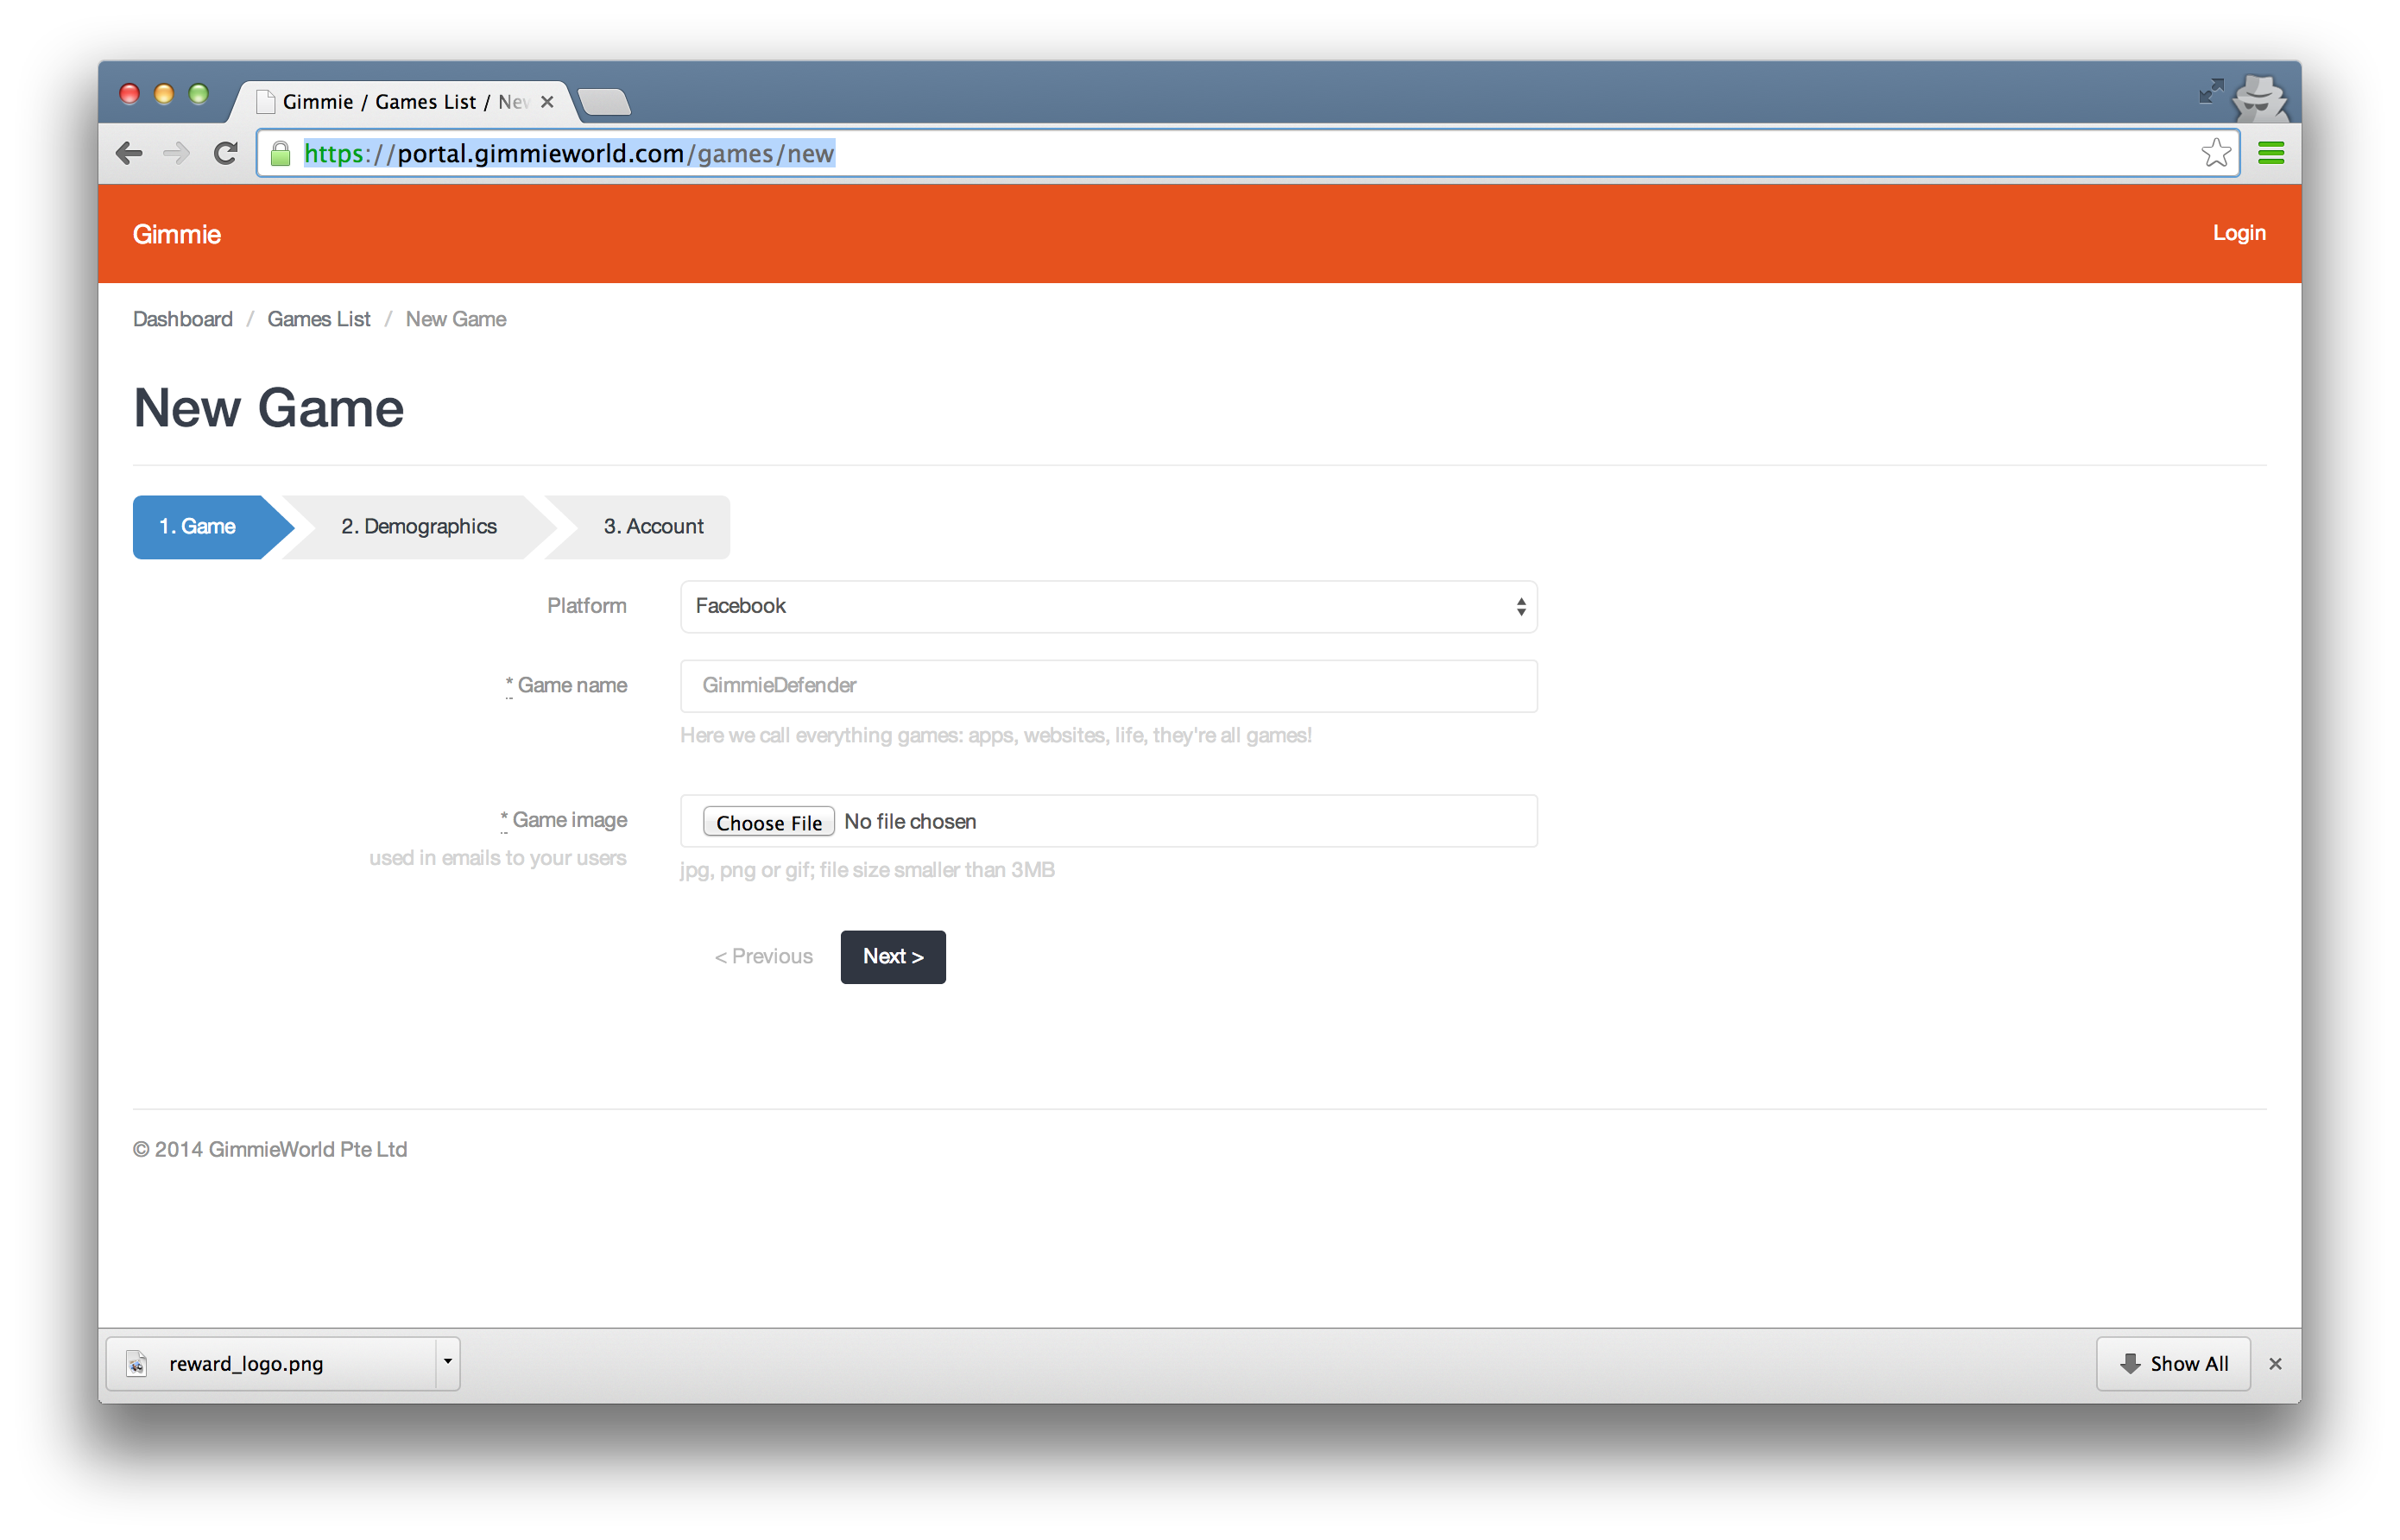 Gimmie / Games List / New
https://portal.gimmieworld.com/games/new
Gimmie
Login
Dashboard / Games List / New Game
New Game
1. Game
2. Demographics
3. Account
Platform
Facebook
* Game name
GimmieDefender
Here we call everything games: apps, websites, life, they're all games!
* Game image
Choose File No file chosen
used in emails to your users
jpg, png or gif; file size smaller than 3MB
< Previous
Next >
© 2014 GimmieWorld Pte Ltd
reward_logo.png
Show All